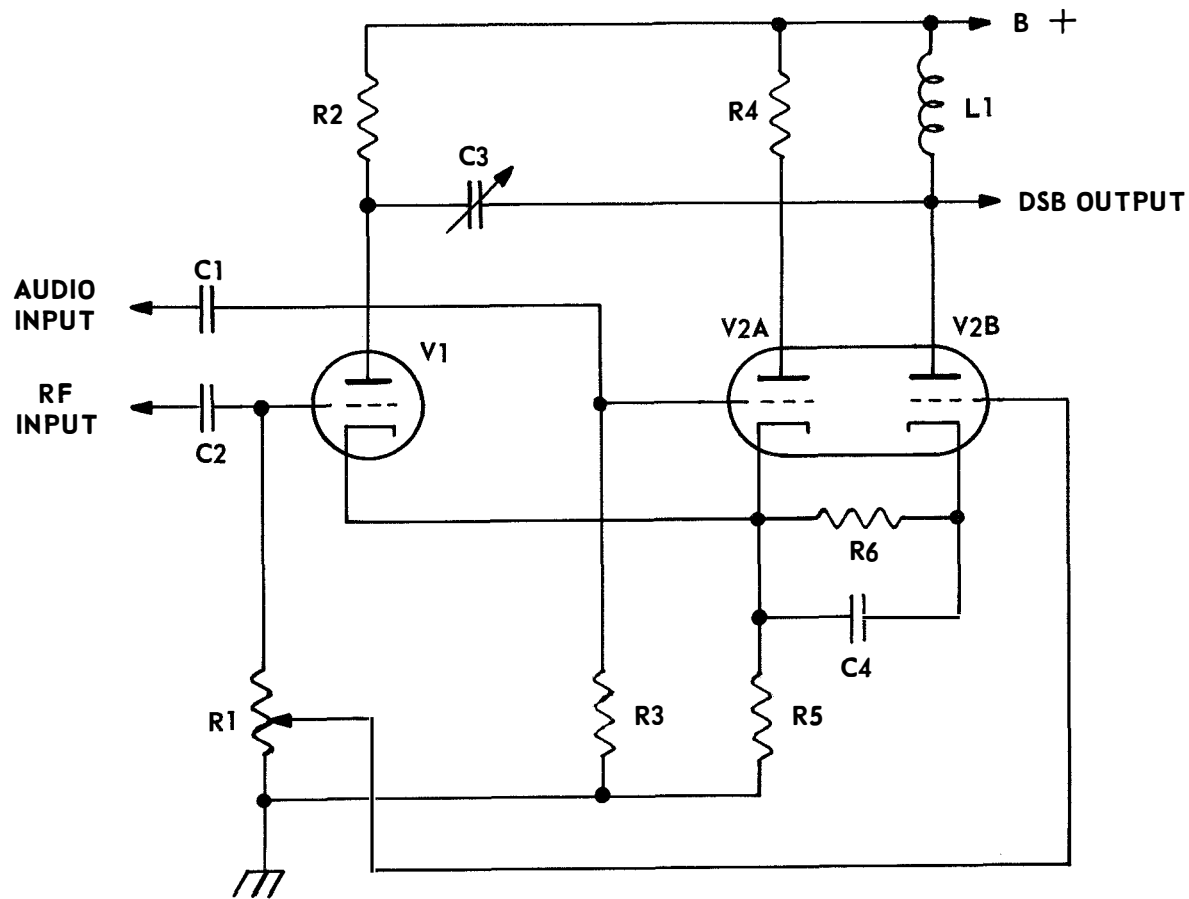 B +
R2
R4
L1
C3
DSB OUTPUT
C1
AUDIO
INPUT
V1
V2A
V2B
RF
INPUT
C2
R6
C4
R1
R3
R5